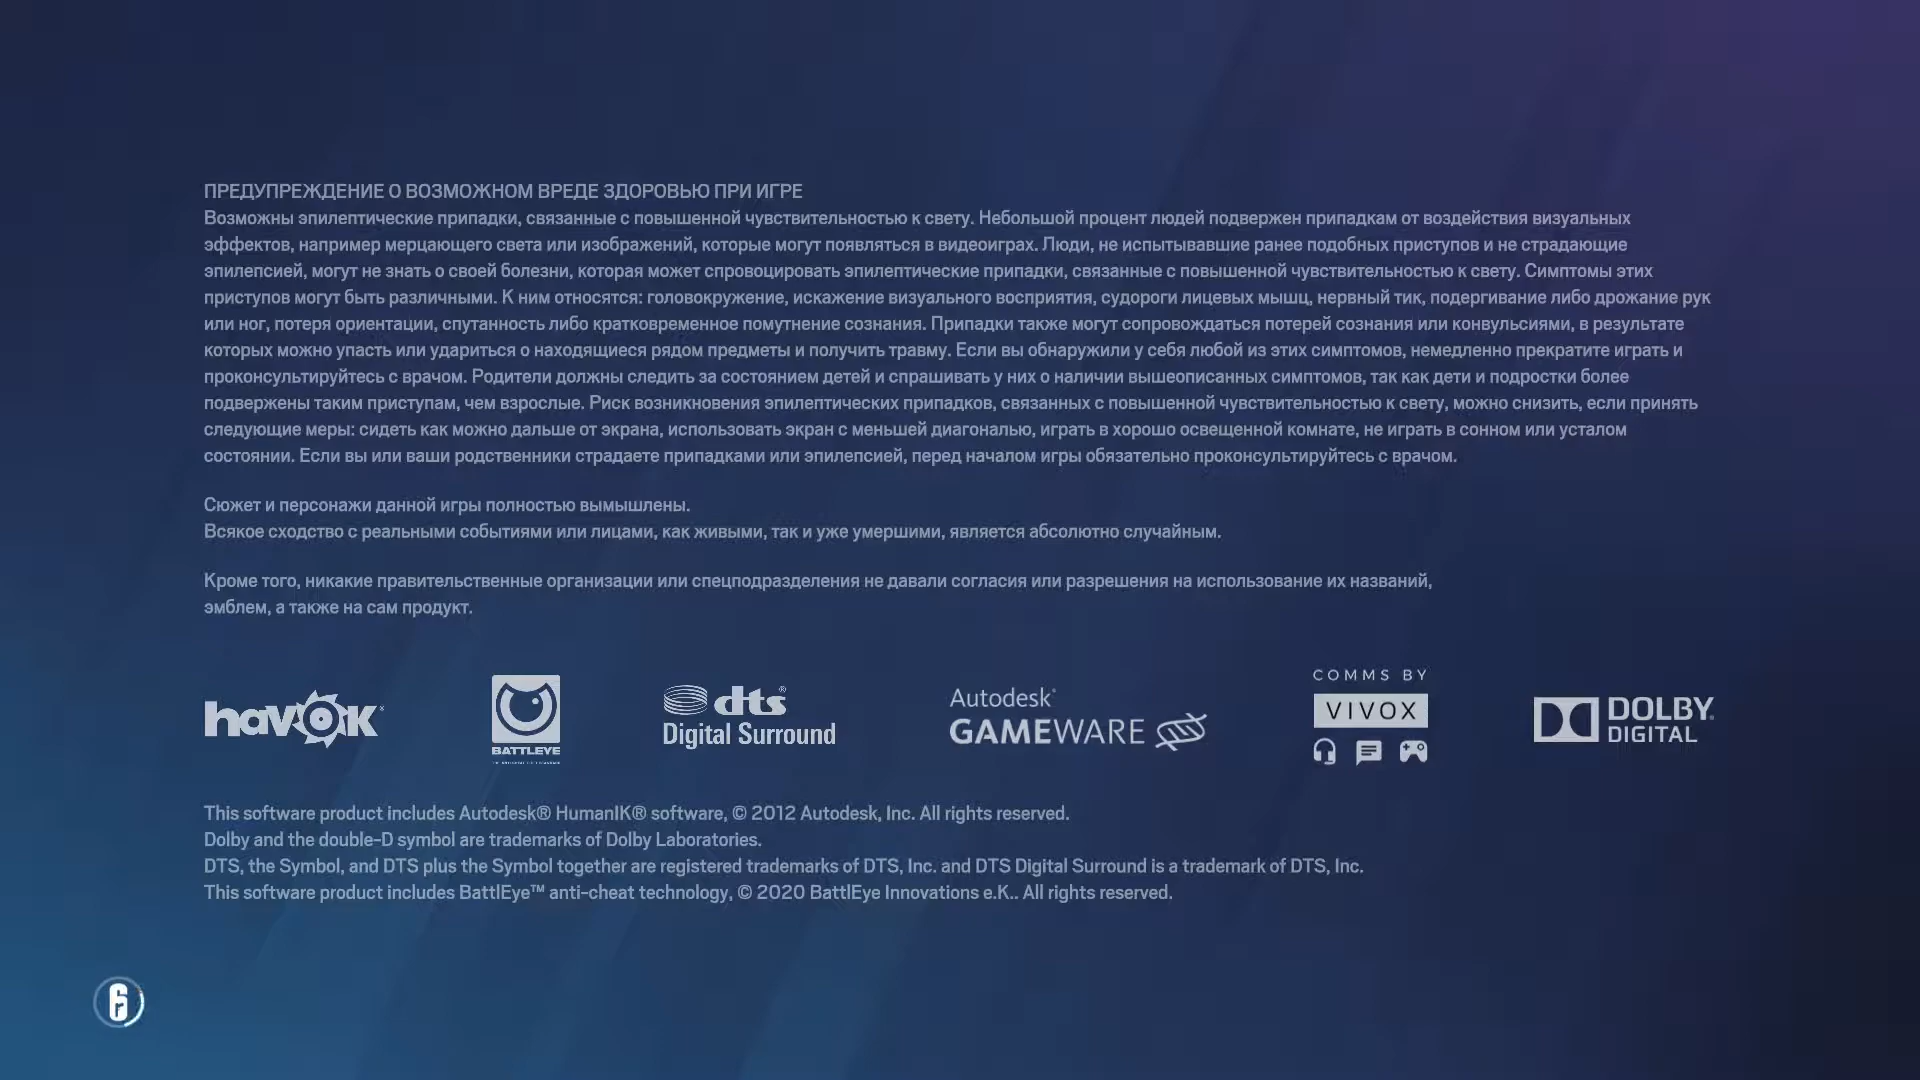 ПРЕДУПРЕЖДЕНИЕ О ВОЗМОЖНОМ ВРЕДЕ ЗДОРОВЬЮ ПРИ ИГРЕ
Возможны эпилептические припадки, связанные с повышенной чувствительностью к свету. Небольшой процент людей подвержен припадкам от воздействия визуальных
эффектов, например мерцающего света или изображений, которые могут появляться в видеоиграх. Люди, не испытывавшие ранее подобных приступов и не страдающие
эпилепсией, могут не знать о своей болезни, которая может спровоцировать эпилептические припадки, связанные с повышенной чувствительностью к свету. Симптомы этих
приступов могут быть различными. К ним относятся: головокружение, искажение визуального восприятия, судороги лицевых мышц, нервный тик, подергивание либо дрожание рук
или ног, потеря ориентации, спутанность либо кратковременное помутнение сознания. Припадки также могут сопровождаться потерей сознания или конвульсиями, в результате
которых можно упасть или удариться о находящиеся рядом предметы и получить травму. Если вы обнаружили у себя любой из этих симптомов, немедленно прекратите играть и
проконсультируйтесь с врачом. Родители должны следить за состоянием детей и спрашивать у них о наличии вышеописанных симптомов, так как дети и подростки более
подвержены таким приступам, чем взрослые. Риск возникновения эпилептических припадков, связанных с повышенной чувствительностью к свету, можно снизить, если принять
следующие меры: сидеть как можно дальше от экрана, использовать экран с меньшей диагональю, играть в хорошо освещенной комнате, не играть в сонном или усталом
состоянии. Если вы или ваши родственники страдаете припадками или эпилепсией, перед началом игры обязательно проконсультируйтесь с врачом.
Сюжет и персонажи данной игры полностью вымышлены.
Всякое сходство с реальными событиями или лицами, как живыми, так и уже умершими, является абсолютно случайным.
Кроме того, никакие правительственные организации или спецподразделения не давали согласия или разрешения на использование их названий,
эмблем, а также на сам продукт.
havok
BATTLEYE
dts®
Digital Surround
Autodesk®
GAMEWARE
COMMS BY
VIVOX
DOLBY®
DIGITAL
This software product includes Autodesk® HumanIK® software, © 2012 Autodesk, Inc. All rights reserved.
Dolby and the double-D symbol are trademarks of Dolby Laboratories.
DTS, the Symbol, and DTS plus the Symbol together are registered trademarks of DTS, Inc. and DTS Digital Surround is a trademark of DTS, Inc.
This software product includes BattlEye™ anti-cheat technology, © 2020 BattlEye Innovations e.K.. All rights reserved.
6